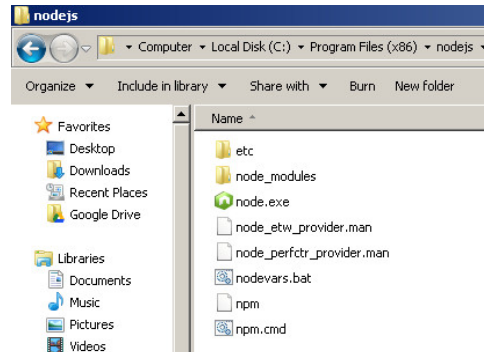 nodejs
Computer Local Disk (C:) Program Files (x86) nodejs
Organize Include in library Share with Burn New folder
Favorites
Desktop
Downloads
Recent Places
Google Drive
Libraries
Documents
Music
Pictures
Videos
Name
etc
node_modules
node.exe
node_etw_provider.man
node_perfctr_provider.man
nodevars.bat
npm
npm.cmd